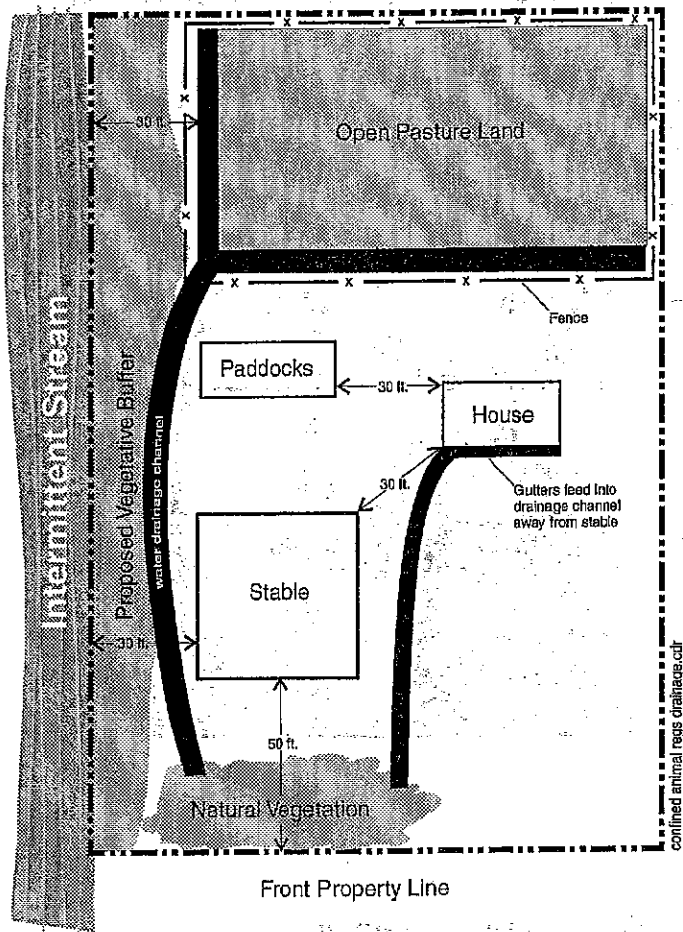 30 ft.
Open Pasture Land
Intermittent Stream
Proposed Vegetative Buffer
water drainage channel
Fence
Paddocks
30 ft.
House
30 ft.
Gutters feed into
drainage channel
away from stable
Stable
30 ft.
50 ft.
Natural Vegetation
confined animal regs drainage.cdr
Front Property Line